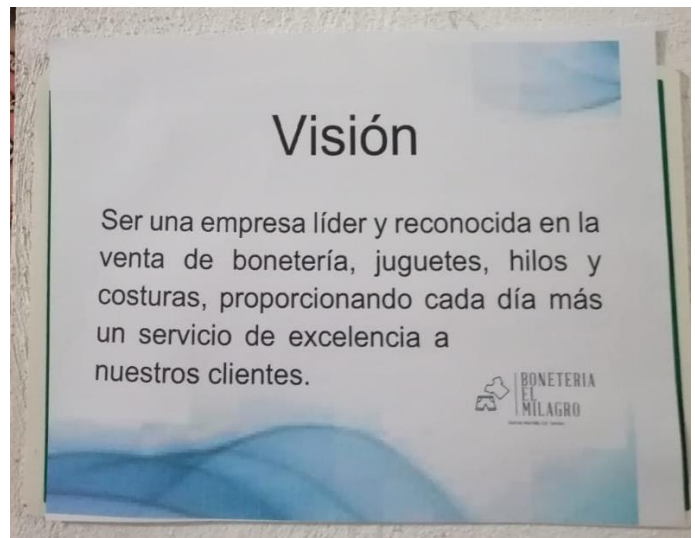 Visión
Ser una empresa líder y reconocida en la
venta de bonetería, juguetes, hilos y
costuras, proporcionando cada día más
un servicio de excelencia a
nuestros clientes.
BONETERIA
EL
MILAGRO